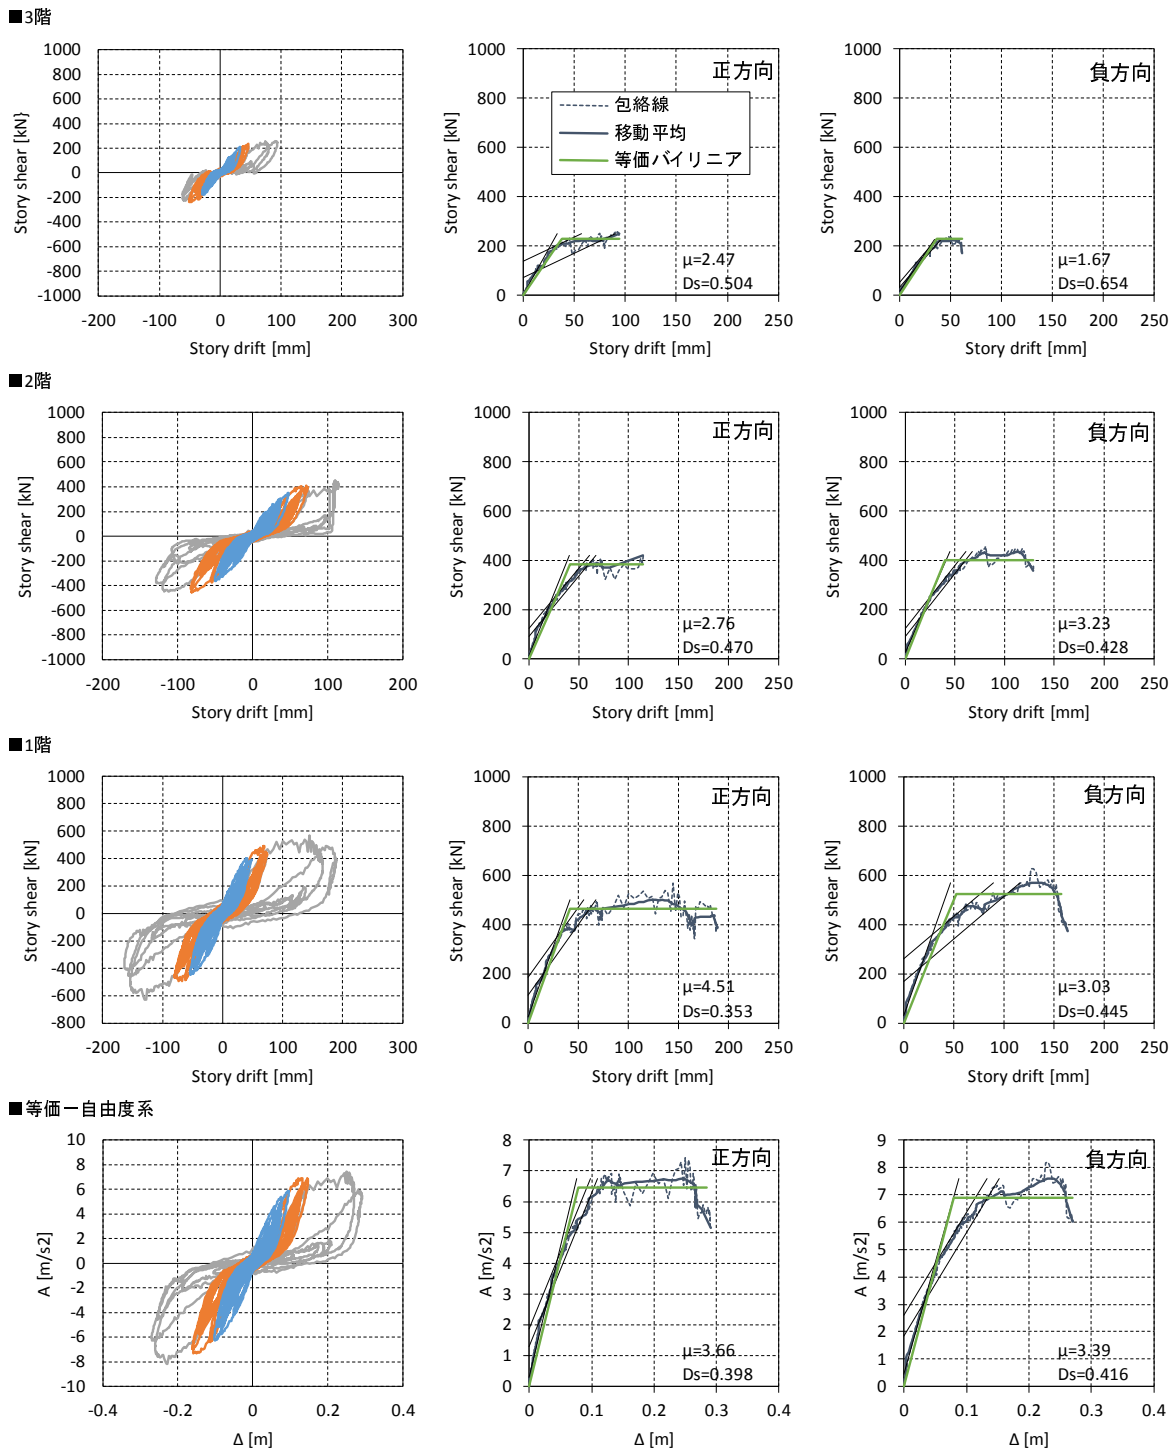 ■3階
1000
800
600
400
200
0
-200
-400
-600
-800
-1000
-200 -100 0 100 200 300
Story shear [kN}
Story drift [mm]
1000
800
600
400
200
0
0 50 100 150 200 250
Story shear [kN]
Story drift [mm]
正方向
包絡線
移動平均
等価バイリニア
μ=2.47
Ds=0.504
1000
800
600
400
200
0
0 50 100 150 200 250
Story shear [kN]
Story drift [mm]
負方向
μ=1.67
Ds=0.654
■2階
1000
800
600
400
200
0
-200
-400
-600
-800
-1000
-200 -100 0 100 200
Story shear [kN]
Story drift [mm]
1000
800
600
400
200
0
0 50 100 150 200 250
Story shear [kN]
Story drift [mm]
正方向
μ=2.76
Ds=0.470
1000
800
600
400
200
0
0 50 100 150 200 250
Story shear [kN]
Story drift [mm]
負方向
μ=3.23
Ds=0.428
■1階
1000
800
600
400
200
0
-200
-400
-600
-800
-200 -100 0 100 200 300
Story shear [kN]
Story drift [mm]
1000
800
600
400
200
0
0 50 100 150 200 250
Story shear [kN]
Story drift [mm]
正方向
μ=4.51
Ds=0.353
1000
800
600
400
200
0
0 50 100 150 200 250
Story shear [kN]
Story drift [mm]
負方向
μ=3.03
Ds=0.445
■等価一自由度系
10
8
6
4
2
0
-2
-4
-6
-8
-10
-0.4 -0.2 0 0.2 0.4
A [m/s2]
Δ [m]
8
7
6
5
4
3
2
1
0
0 0.1 0.2 0.3 0.4
A [m/s2]
Δ [m]
正方向
μ=3.66
Ds=0.398
9
8
7
6
5
4
3
2
1
0
0 0.1 0.2 0.3 0.4
A [m/s2]
Δ [m]
負方向
μ=3.39
Ds=0.416